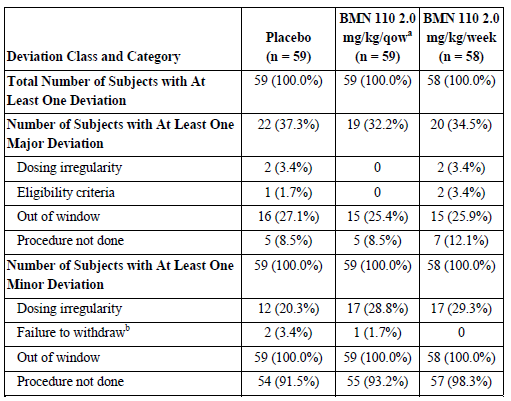 Deviation Class and Category Placebo (n = 59) BMN 110 2.0 mg/kg/qowᵃ (n = 59) BMN 110 2.0 mg/kg/week (n = 58)
Total Number of Subjects with At Least One Deviation 59 (100.0%) 59 (100.0%) 58 (100.0%)
Number of Subjects with At Least One Major Deviation 22 (37.3%) 19 (32.2%) 20 (34.5%)
Dosing irregularity 2 (3.4%) 0 2 (3.4%)
Eligibility criteria 1 (1.7%) 0 2 (3.4%)
Out of window 16 (27.1%) 15 (25.4%) 15 (25.9%)
Procedure not done 5 (8.5%) 5 (8.5%) 7 (12.1%)
Number of Subjects with At Least One Minor Deviation 59 (100.0%) 59 (100.0%) 58 (100.0%)
Dosing irregularity 12 (20.3%) 17 (28.8%) 17 (29.3%)
Failure to withdrawᵇ 2 (3.4%) 1 (1.7%) 0
Out of window 59 (100.0%) 59 (100.0%) 58 (100.0%)
Procedure not done 54 (91.5%) 55 (93.2%) 57 (98.3%)